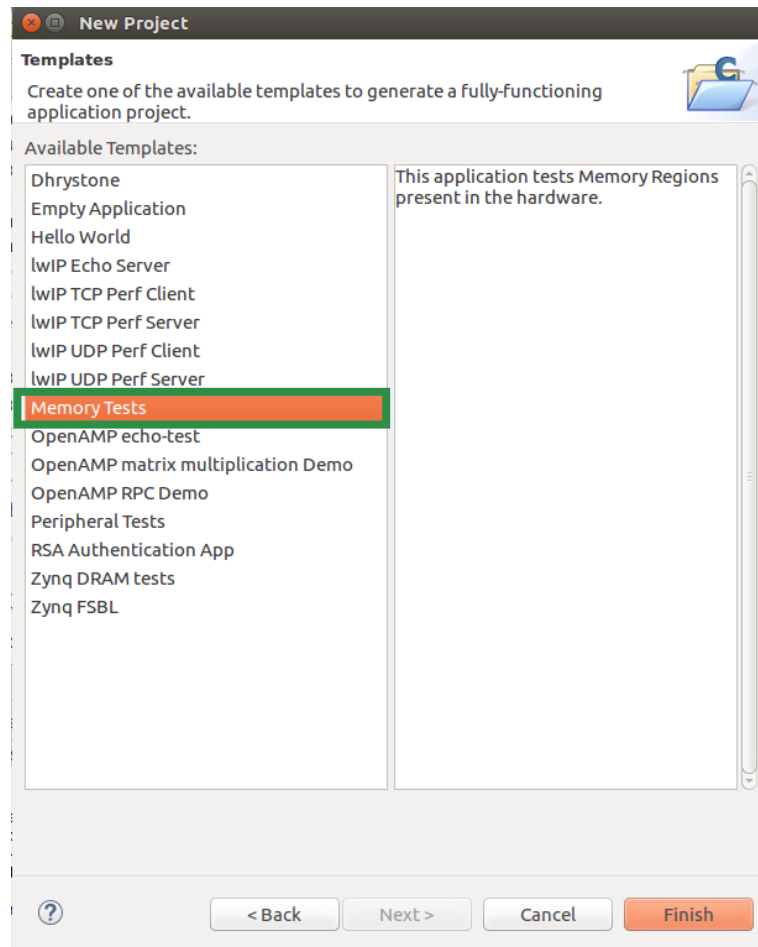 New Project
Templates
Create one of the available templates to generate a fully-functioning
application project.
C
Available Templates:
Dhrystone
Empty Application
Hello World
lwIP Echo Server
lwIP TCP Perf Client
lwIP TCP Perf Server
lwIP UDP Perf Client
lwIP UDP Perf Server
Memory Tests
OpenAMP echo-test
OpenAMP matrix multiplication Demo
OpenAMP RPC Demo
Peripheral Tests
RSA Authentication App
Zynq DRAM tests
Zynq FSBL
This application tests Memory Regions
present in the hardware.
?
< Back
Next >
Cancel
Finish